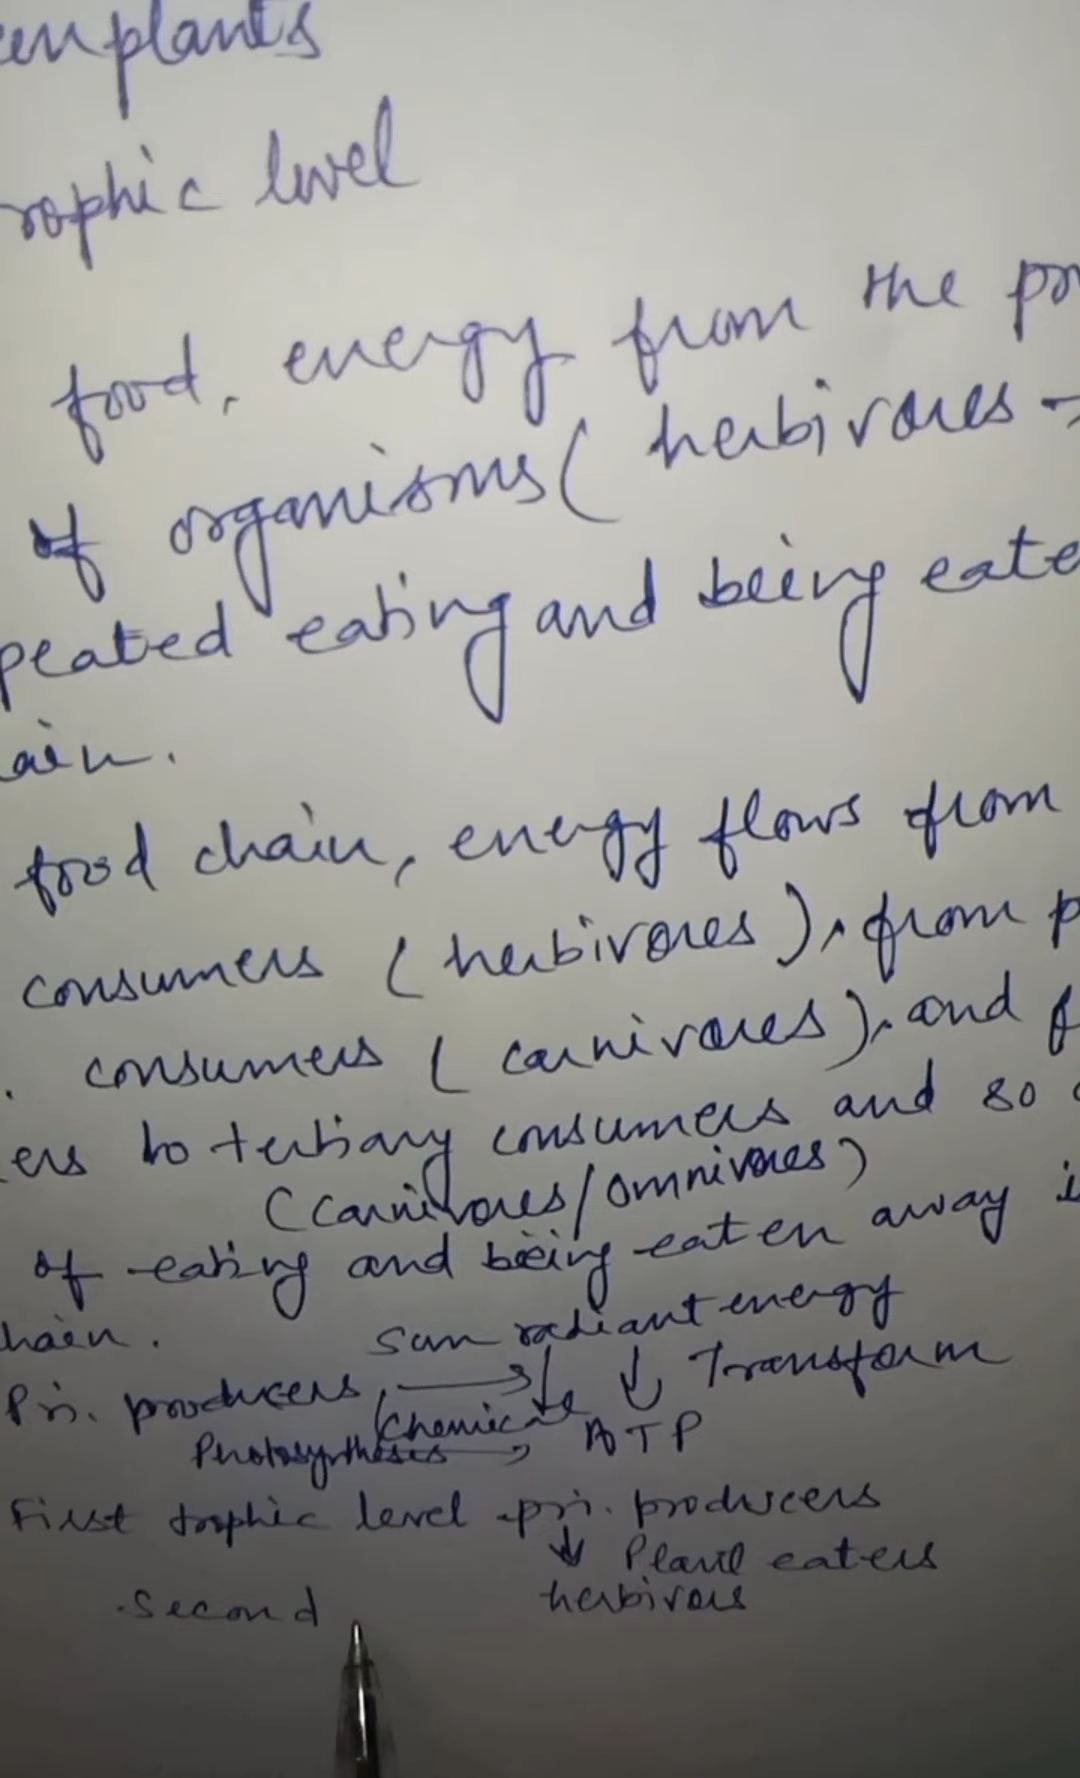 en plants
rophic level
food, energy from the pr
of organisms ( herbivores -
peated eating and being eate
ain.
food chain, energy flows from
consumers ( herbivores ), from p
. consumers ( carnivores ), and f
ers to tertiary consumers and so o
(carnivores/omnivores)
of eating and being eaten away i
hain.
Sun radiant energy
Pri. producers → ↓ ↓ Transform
(Chemical
Photosynthesis → ATP
First trophic level pri. producers
↓ Plant eaters
second herbivores